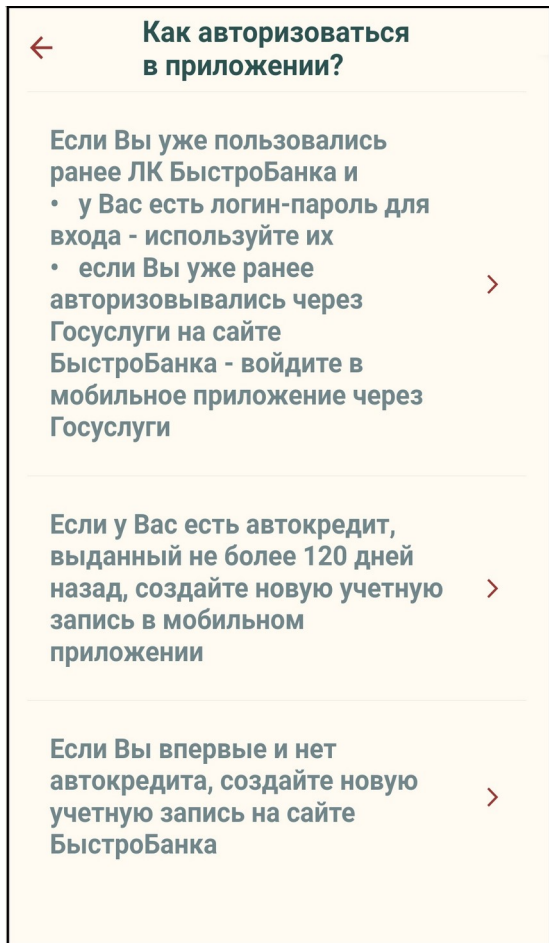 Как авторизоваться
в приложении?
Если Вы уже пользовались
ранее ЛК БыстроБанка и
• у Вас есть логин-пароль для
входа - используйте их
• если Вы уже ранее
авторизовывались через
Госуслуги на сайте
БыстроБанка - войдите в
мобильное приложение через
Госуслуги
Если у Вас есть автокредит,
выданный не более 120 дней
назад, создайте новую учетную
запись в мобильном
приложении
Если Вы впервые и нет
автокредита, создайте новую
учетную запись на сайте
БыстроБанка